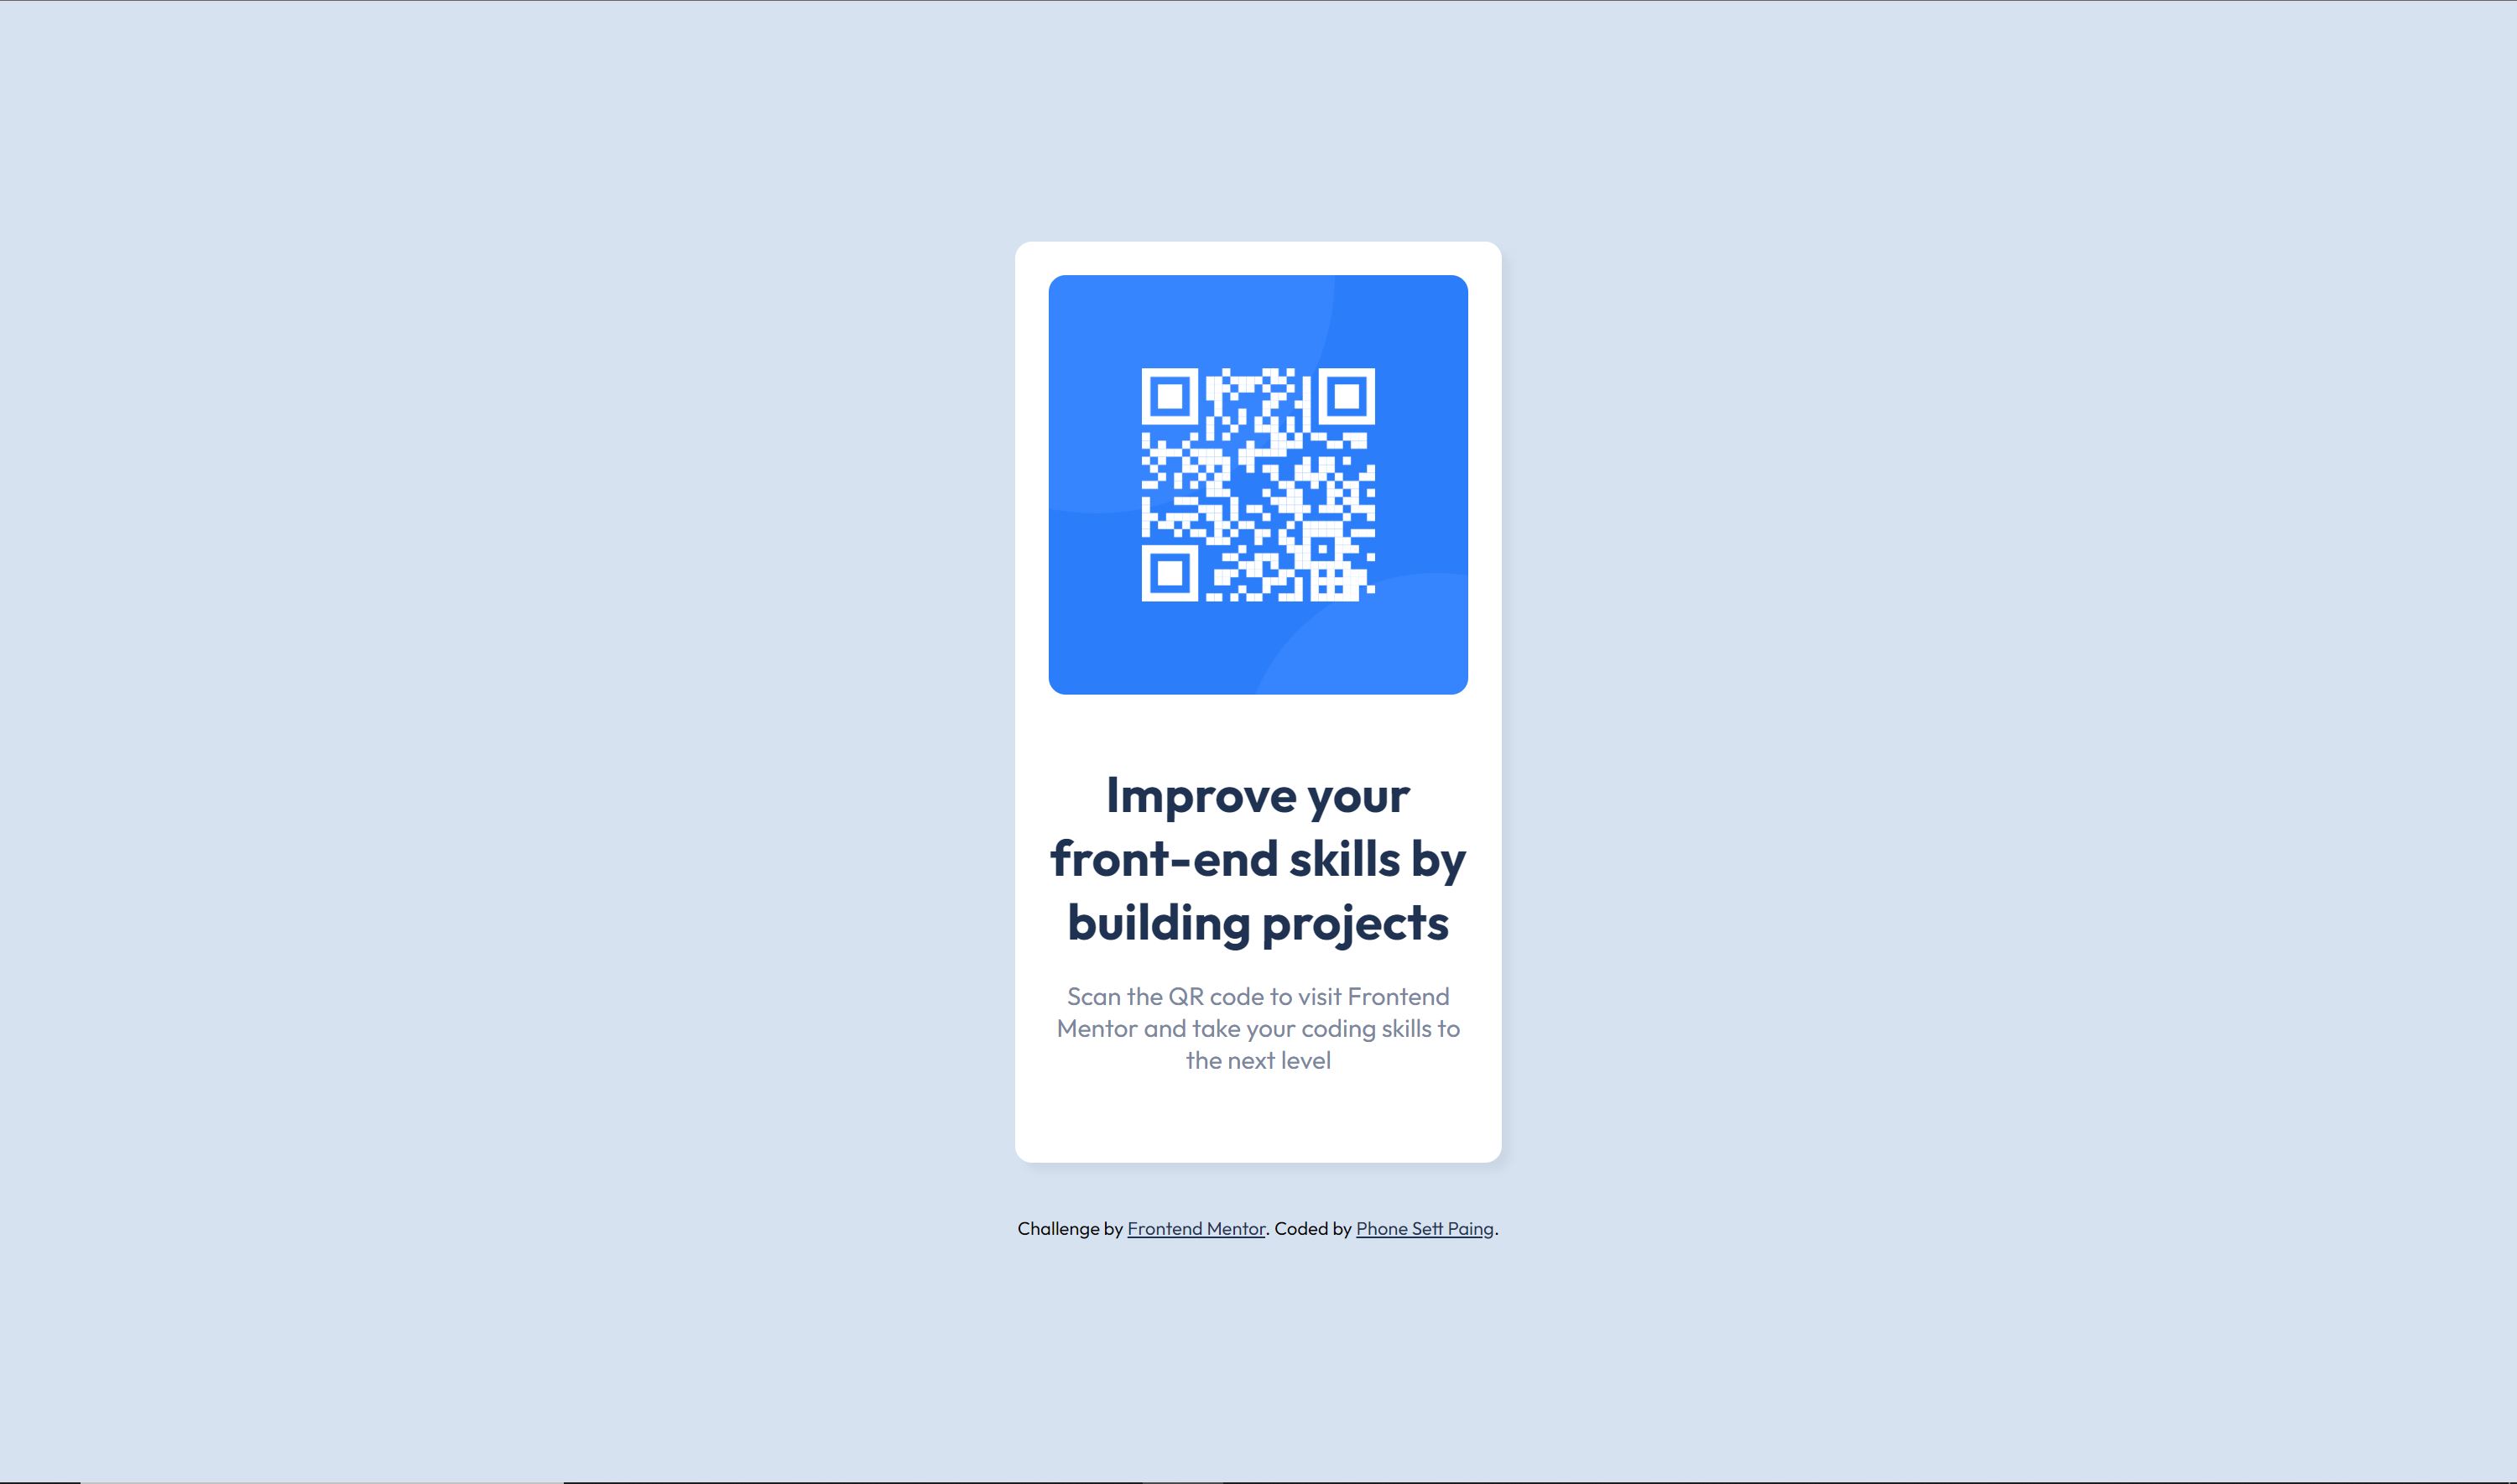 Improve your
front-end skills by
building projects
Scan the QR code to visit Frontend
Mentor and take your coding skills to
the next level
Challenge by Frontend Mentor. Coded by Phone Sett Paing.